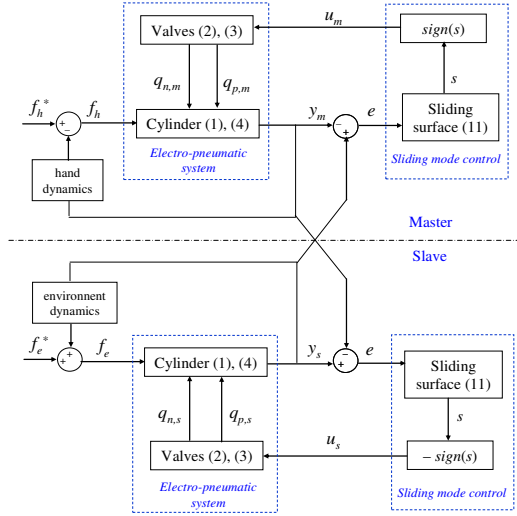 Valves (2), (3)
u_m
sign(s)
q_{n,m}
q_{p,m}
s
f_h^*
f_h
+
−
Cylinder (1), (4)
y_m
-
+
e
Sliding
surface (11)
hand
dynamics
Electro-pneumatic
system
Sliding mode control
Master
Slave
environment
dynamics
f_e^*
+
+
f_e
Cylinder (1), (4)
y_s
-
+
e
Sliding
surface (11)
q_{n,s}
q_{p,s}
s
Valves (2), (3)
u_s
− sign(s)
Electro-pneumatic
system
Sliding mode control